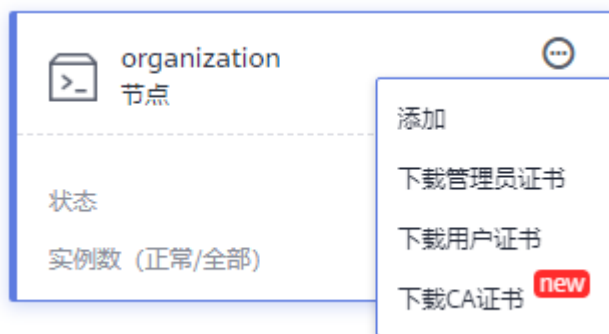 organization
节点
添加
下载管理员证书
状态
下载用户证书
实例数（正常/全部）
下载CA证书 new